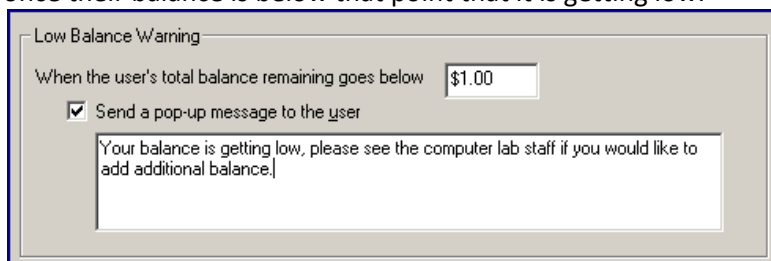 once their balance is below that point that it is getting low.
Low Balance Warning
When the user's total balance remaining goes below $1.00
Send a pop-up message to the user
Your balance is getting low, please see the computer lab staff if you would like to
add additional balance.